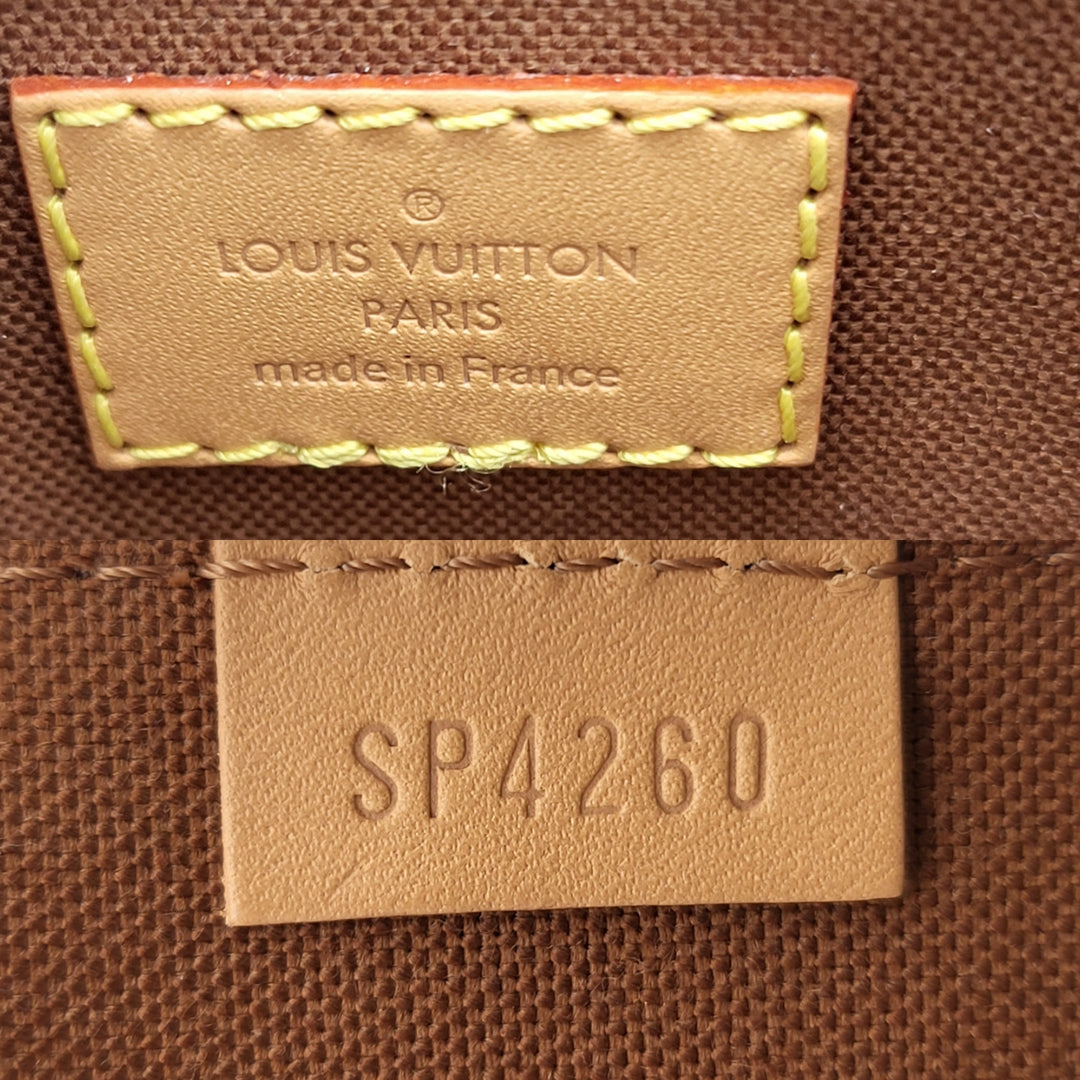 ®
LOUIS VUITTON
PARIS
made in France
SP4260